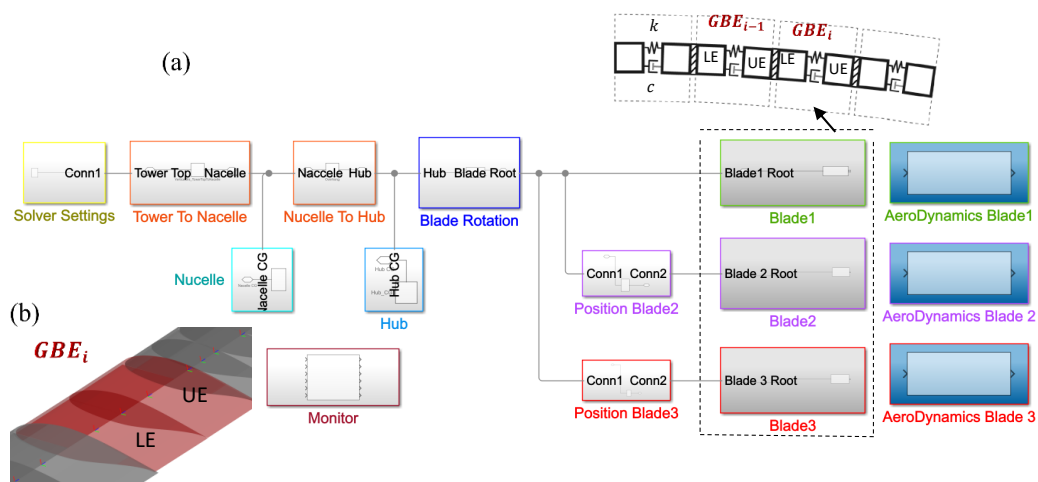 (a)
k
GBEi−1
GBEi
LE
UE
LE
UE
c
Conn1
Solver Settings
Tower Top Nacelle
Tower To Nacelle
Naccele Hub
Nucelle To Hub
Hub Blade Root
Blade Rotation
Blade1 Root
Blade1
AeroDynamics Blade1
Nacelle CG
Nucelle
Hub CG
Hub
Conn1 Conn2
Position Blade2
Blade 2 Root
Blade2
AeroDynamics Blade 2
(b)
GBEi
UE
LE
Monitor
Conn1 Conn2
Position Blade3
Blade 3 Root
Blade3
AeroDynamics Blade 3